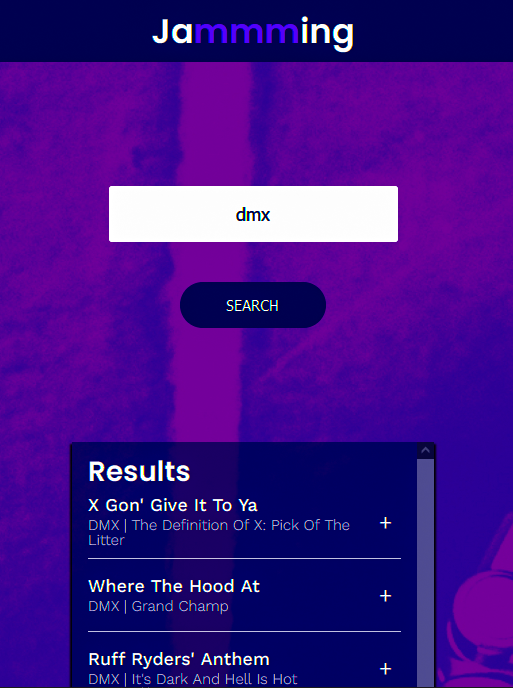 Jammming
dmx
SEARCH
Results
X Gon' Give It To Ya
DMX | The Definition Of X: Pick Of The
Litter
+
Where The Hood At
DMX | Grand Champ
+
Ruff Ryders' Anthem
DMX | It's Dark And Hell Is Hot
+